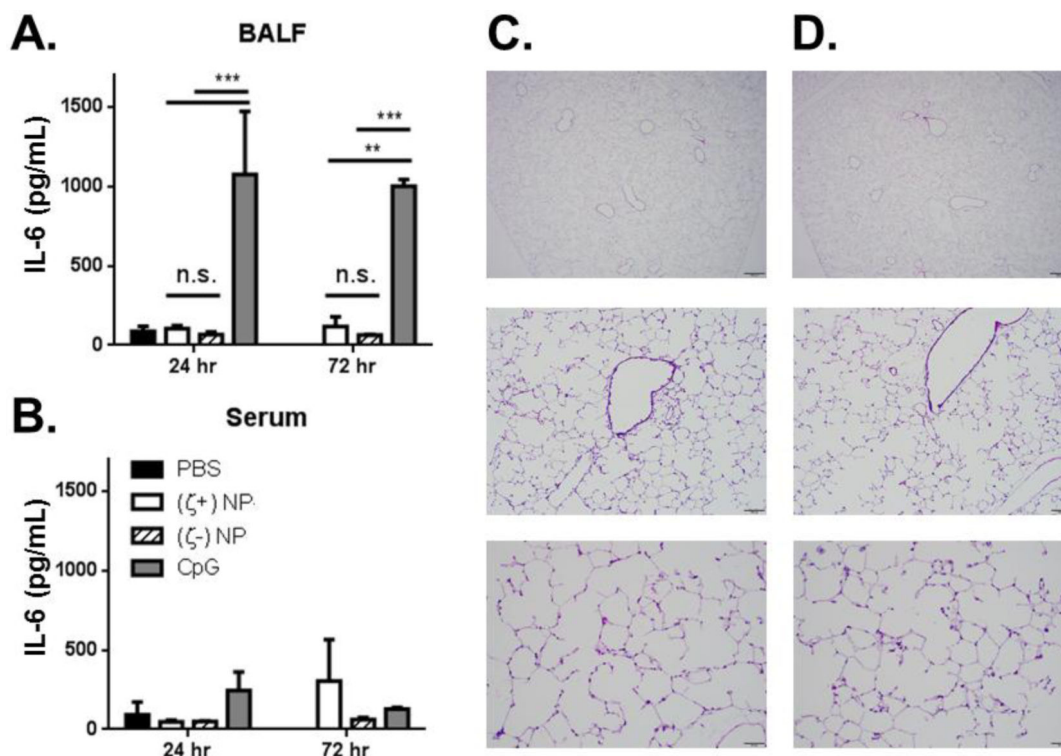 A.
BALF
IL-6 (pg/mL)
1500
1000
500
0
***
n.s.
***
**
n.s.
24 hr
72 hr
B.
Serum
IL-6 (pg/mL)
1500
1000
500
0
PBS
(ζ+) NP
(ζ-) NP
CpG
24 hr
72 hr
C.
D.